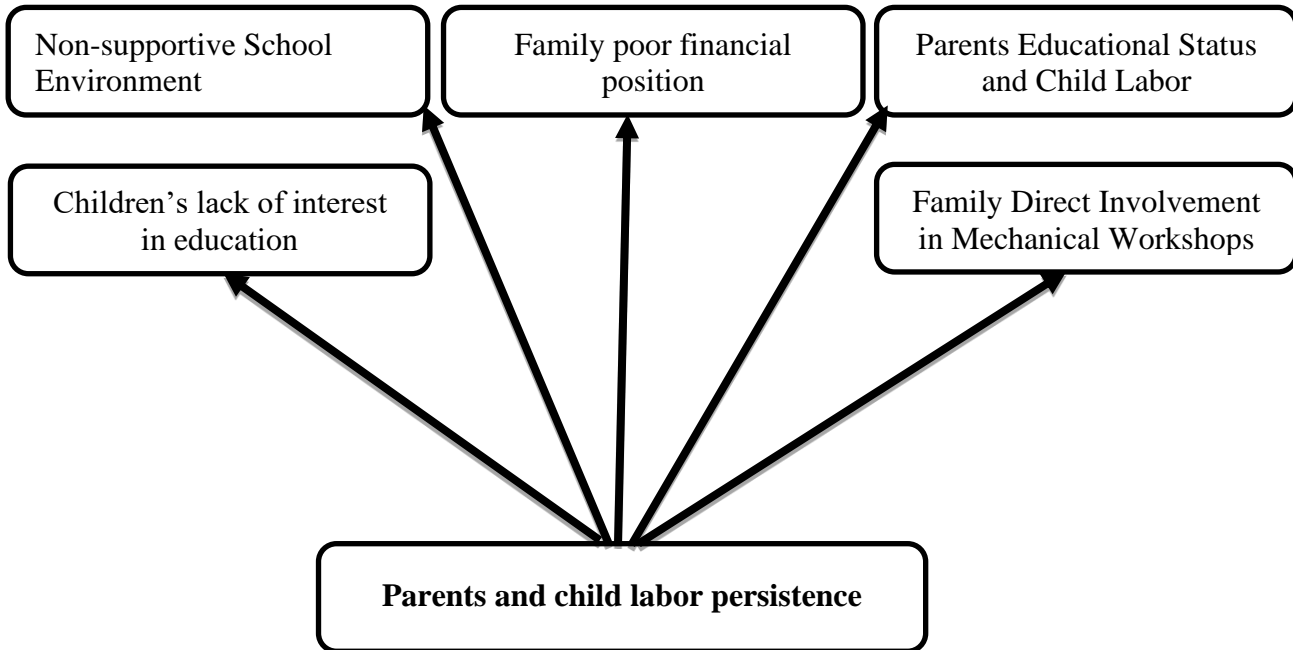 Non-supportive School
Environment
Family poor financial
position
Parents Educational Status
and Child Labor
Children’s lack of interest
in education
Family Direct Involvement
in Mechanical Workshops
Parents and child labor persistence